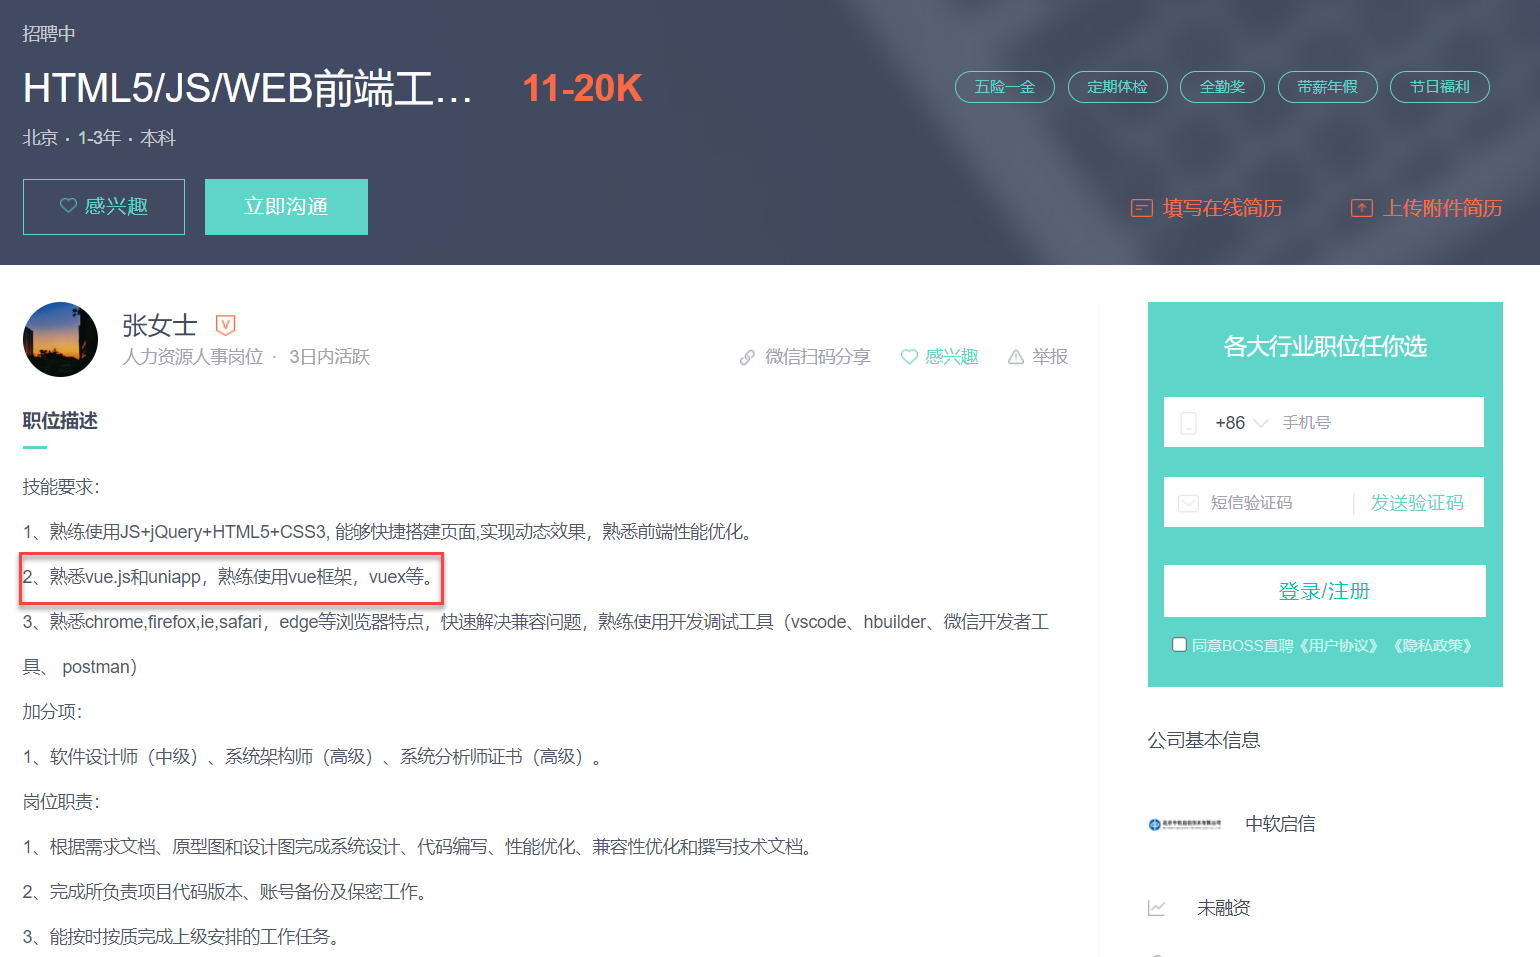 招聘中
HTML5/JS/WEB前端工... 11-20K
五险一金 定期体检 全勤奖 带薪年假 节日福利
北京 · 1-3年 · 本科
感兴趣 立即沟通
填写在线简历 上传附件简历
张女士
人力资源人事岗位 · 3日内活跃
微信扫码分享 感兴趣 举报
职位描述
技能要求：
1、熟练使用JS+jQuery+HTML5+CSS3, 能够快捷搭建页面,实现动态效果，熟悉前端性能优化。
2、熟悉vue.js和uniapp，熟练使用vue框架，vuex等。
3、熟悉chrome,firefox,ie,safari，edge等浏览器特点，快速解决兼容问题，熟练使用开发调试工具（vscode、hbuilder、微信开发者工
具、 postman）
加分项：
1、软件设计师（中级）、系统架构师（高级）、系统分析师证书（高级）。
岗位职责：
1、根据需求文档、原型图和设计图完成系统设计、代码编写、性能优化、兼容性优化和撰写技术文档。
2、完成所负责项目代码版本、账号备份及保密工作。
3、能按时按质完成上级安排的工作任务。
各大行业职位任你选
+86 手机号
短信验证码 发送验证码
登录/注册
同意BOSS直聘《用户协议》 《隐私政策》
公司基本信息
中软启信
未融资